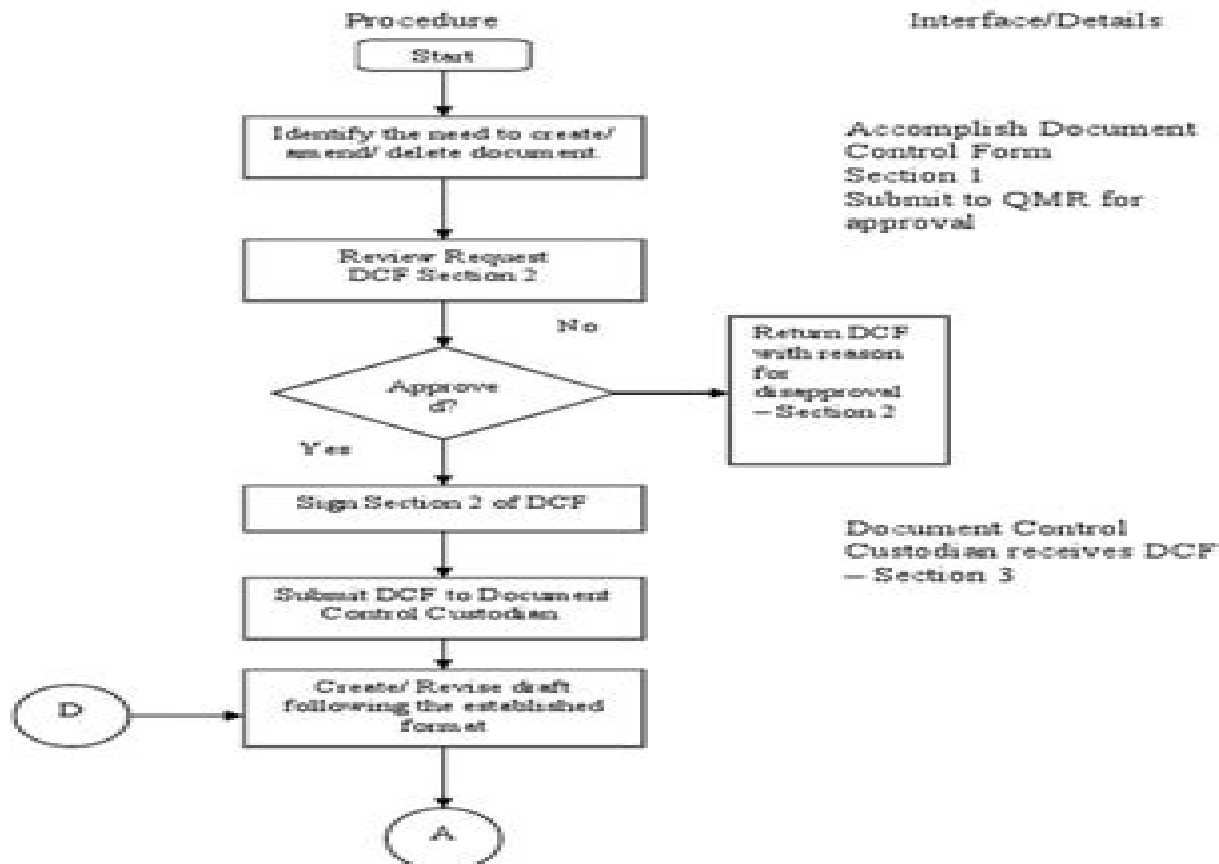 Procedure
Interface/Details
Start
Identify the need to create/
amend/ delete document
Accomplish Document
Control Form
Section 1
Submit to QMR for
approval
Review Request
DCF Section 2
No
Return DCF
with reason
for
disapproval
– Section 2
Approve
d?
Yes
Sign Section 2 of DCF
Document Control
Custodian receives DCF
– Section 3
Submit DCF to Document
Control Custodian
Create/ Revise draft
following the established
format
D
A